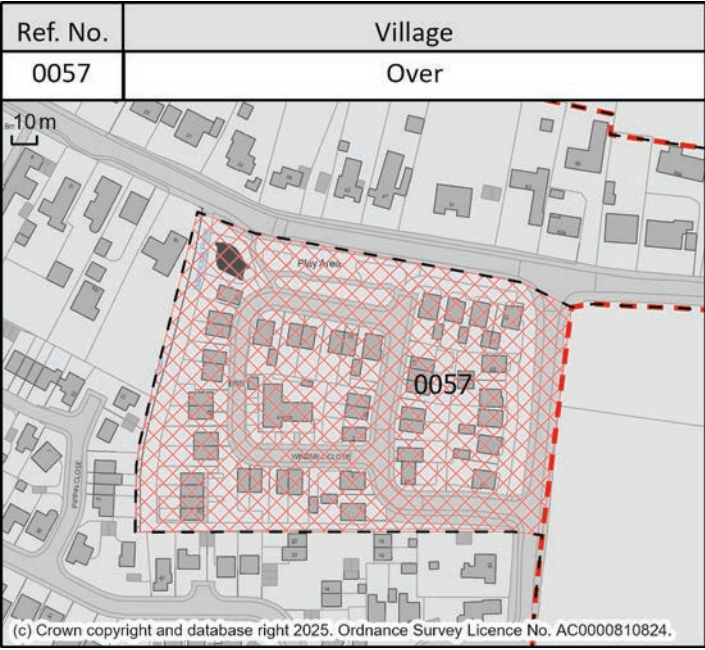 Ref. No. Village
0057 Over
10 m
Play Area
0057
WINDMILL CLOSE
PIPPIN CLOSE
(c) Crown copyright and database right 2025. Ordnance Survey Licence No. AC0000810824.